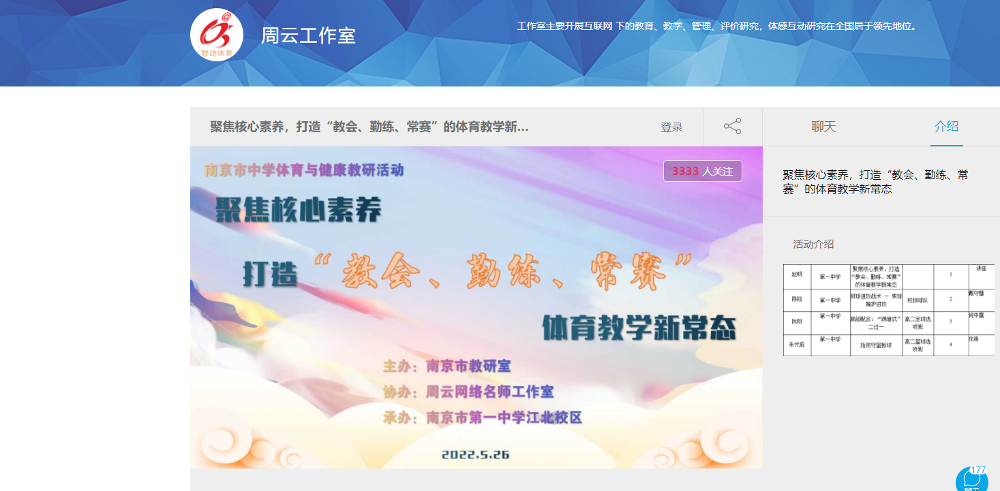 智动体育
周云工作室
工作室主要开展互联网 下的教育、教学、管理、评价研究，体感互动研究在全国居于领先地位。
聚焦核心素养，打造“教会、勤练、常赛”的体育教学新...
登录
聊天
介绍
南京市中学体育与健康教研活动
3333 人关注
聚焦核心素养
打造“教会、勤练、常赛”
体育教学新常态
主办：南京市教研室
协办：周云网络名师工作室
承办：南京市第一中学江北校区
2022.5.26
聚焦核心素养，打造“教会、勤练、常
赛”的体育教学新常态
活动介绍
赵明 第一中学 聚焦核心素养，打造“教会、勤练、常赛”的体育教学新常态 1 讲座
陈铭 第一中学 排球进攻战术 — 快球掩护进攻 校排球队 2 戴守慧
阮翔 第一中学 局部配合：“踢墙式”二过一 高二足球选项班 3 何中雷
朱光茹 第一中学 抢防守篮板球 高二篮球选项班 4 沈锋
177
聊天